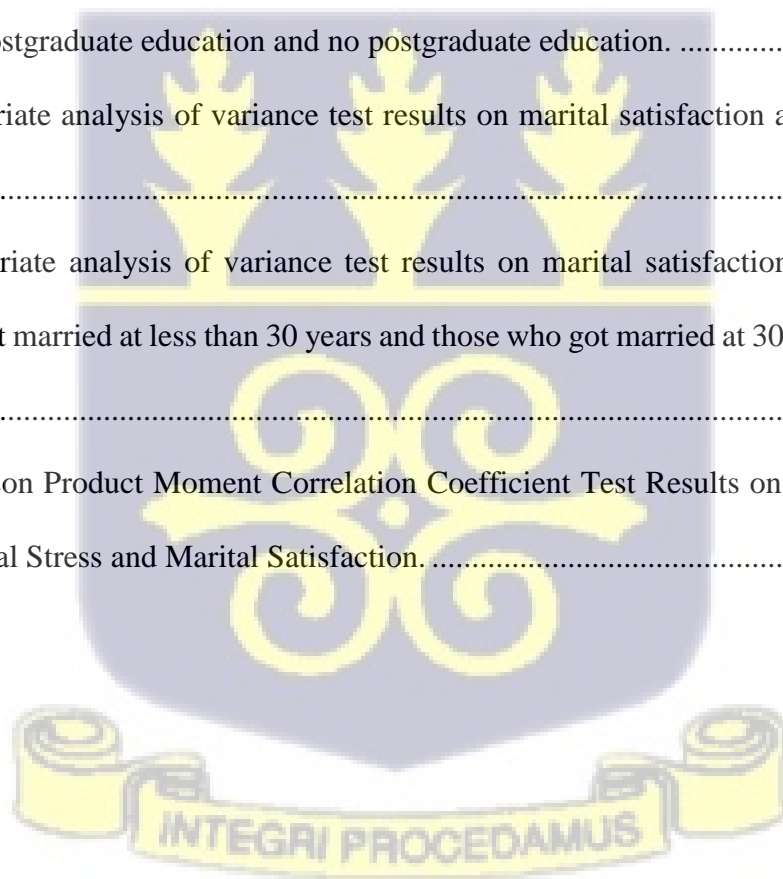 ostgraduate education and no postgraduate education. ..............
riate analysis of variance test results on marital satisfaction a
................................................................................
riate analysis of variance test results on marital satisfaction
t married at less than 30 years and those who got married at 30
................................................................................
on Product Moment Correlation Coefficient Test Results on
al Stress and Marital Satisfaction. .....................................
INTEGRI PROCEDAMUS